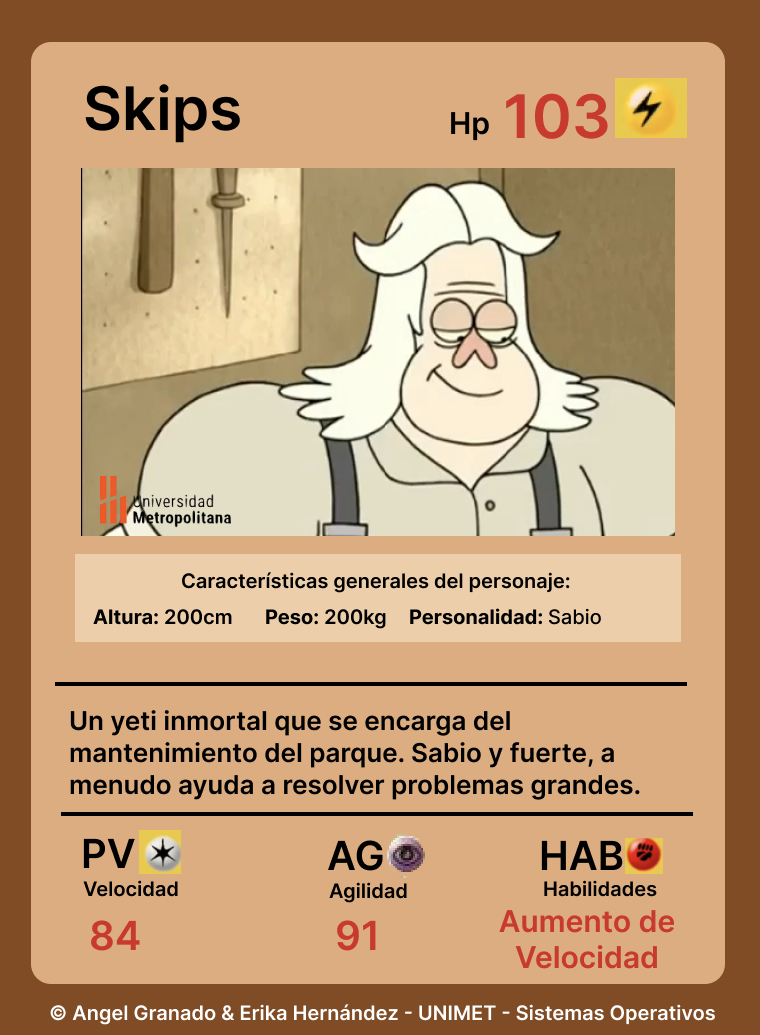 Skips
Hp 103
Universidad
Metropolitana
Características generales del personaje:
Altura: 200cm Peso: 200kg Personalidad: Sabio
Un yeti inmortal que se encarga del
mantenimiento del parque. Sabio y fuerte, a
menudo ayuda a resolver problemas grandes.
PV AG HAB
Velocidad Agilidad Habilidades
84 91 Aumento de
Velocidad
© Angel Granado & Erika Hernández - UNIMET - Sistemas Operativos